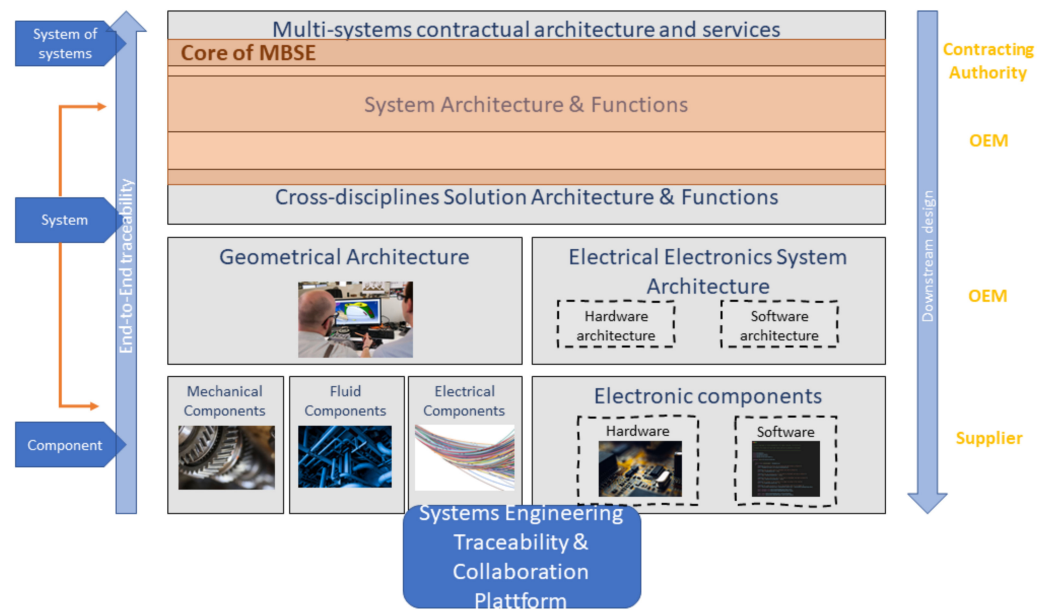 System of
systems
Multi-systems contractual architecture and services
Core of MBSE
Contracting
Authority
System Architecture & Functions
OEM
End-to-End traceability
System
Cross-disciplines Solution Architecture & Functions
Downstream design
Geometrical Architecture
Electrical Electronics System
Architecture
Hardware
architecture
Software
architecture
OEM
Mechanical
Components
Fluid
Components
Electrical
Components
Electronic components
Hardware
Software
Component
Supplier
Systems Engineering
Traceability &
Collaboration
Plattform